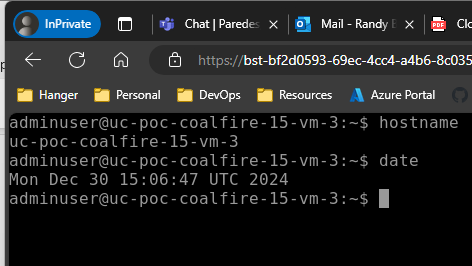 InPrivate
Chat | Paredes
Mail - Randy
Clo
https://bst-bf2d0593-69ec-4cc4-a4b6-8c035
Hanger
Personal
DevOps
Resources
Azure Portal
adminuser@uc-poc-coalfire-15-vm-3:~$ hostname
uc-poc-coalfire-15-vm-3
adminuser@uc-poc-coalfire-15-vm-3:~$ date
Mon Dec 30 15:06:47 UTC 2024
adminuser@uc-poc-coalfire-15-vm-3:~$